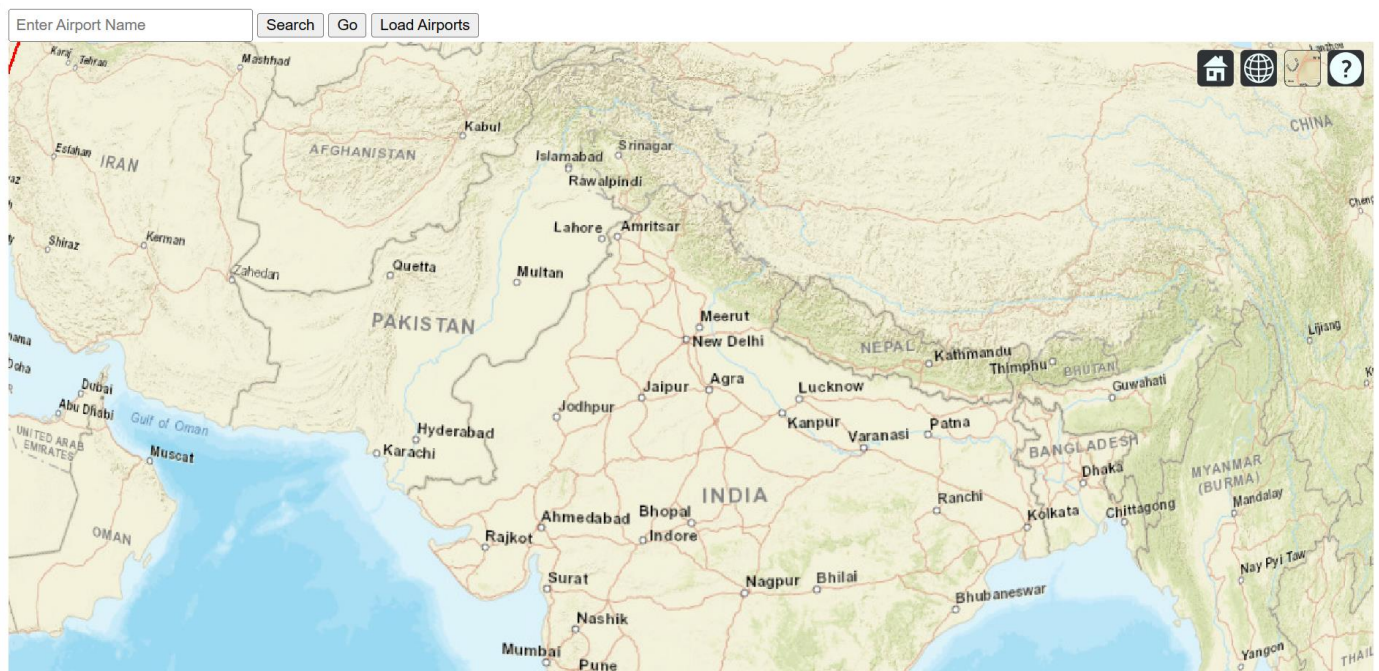 Enter Airport Name Search Go Load Airports
Karaj
Tehran
Mashhad
Lanzhou
?
Kabul
CHINA
AFGHANISTAN
Srinagar
Esfahan
IRAN
Islamabad
Rawalpindi
Lahore
Amritsar
Shiraz
Kerman
Zahedan
Quetta
Multan
PAKISTAN
Meerut
New Delhi
NEPAL
Kathmandu
Thimphu
BHUTAN
Lijiang
Doha
Dubai
Abu Dhabi
Gulf of Oman
Jaipur
Agra
Lucknow
Guwahati
Jodhpur
Kanpur
Patna
Varanasi
Hyderabad
Karachi
UNITED ARAB
EMIRATES
Muscat
BANGLADESH
Dhaka
MYANMAR
(BURMA)
INDIA
Ranchi
Mandalay
Bhopal
Ahmedabad
Kolkata
Chittagong
OMAN
Rajkot
Indore
Nay Pyi Taw
Surat
Nagpur
Bhilai
Bhubaneswar
Nashik
Mumbai
Pune
Yangon
THAIL